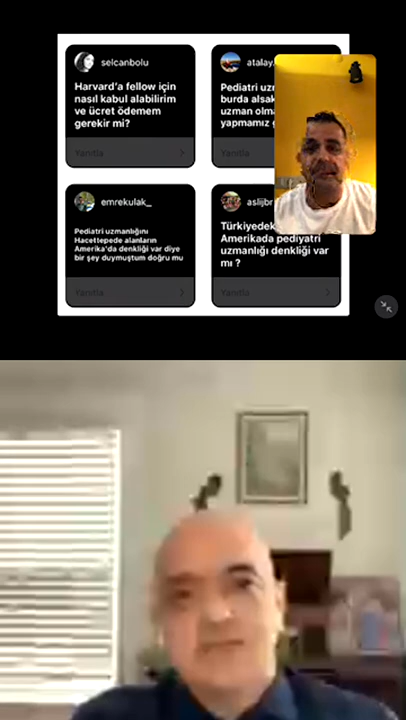 selcanbolu
Harvard'a fellow için
nasıl kabul alabilirim
ve ücret ödemem
gerekir mi?
Yanıtla
atalay.
Pediatri
burda alsak
uzman
yapmamız
Yanıtla
emrekulak_
Pediatri uzmanlığını
Hacettepede alanların
Amerika'da denkliği var diye
bir şey duymuştum doğru mu
Yanıtla
aslijbr
Türkiyedek
Amerikada pediyatri
uzmanlığı denkliği var
mı ?
Yanıtla